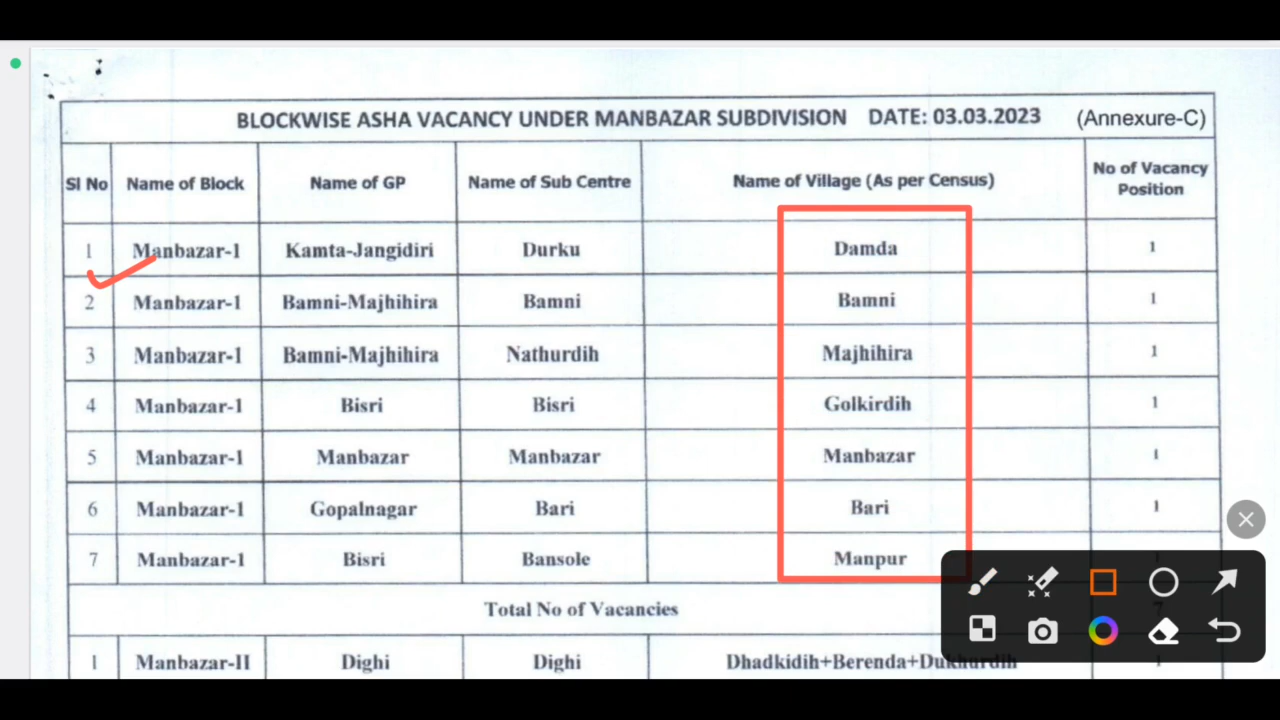 BLOCKWISE ASHA VACANCY UNDER MANBAZAR SUBDIVISION DATE: 03.03.2023 (Annexure-C)
Sl No Name of Block Name of GP Name of Sub Centre Name of Village (As per Census) No of Vacancy Position
1 Manbazar-1 Kamta-Jangidiri Durku Damda 1
2 Manbazar-1 Bamni-Majhihira Bamni Bamni 1
3 Manbazar-1 Bamni-Majhihira Nathurdih Majhihira 1
4 Manbazar-1 Bisri Bisri Golkirdih 1
5 Manbazar-1 Manbazar Manbazar Manbazar 1
6 Manbazar-1 Gopalnagar Bari Bari 1
7 Manbazar-1 Bisri Bansole Manpur 1
Total No of Vacancies 7
1 Manbazar-II Dighi Dighi Dhadkidih+Berenda+Dukhurdih 1